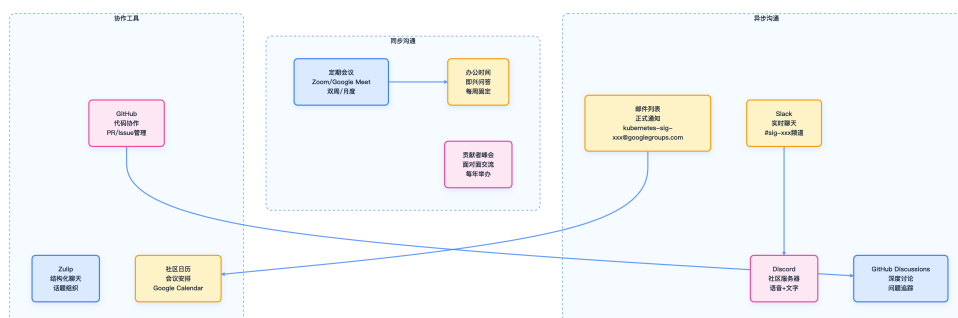 协作工具
GitHub
代码协作
PR/Issue管理
Zulip
结构化聊天
话题组织
社区日历
会议安排
Google Calendar
同步沟通
定期会议
Zoom/Google Meet
双周/月度
办公时间
即兴问答
每周固定
贡献者峰会
面对面交流
每年举办
异步沟通
邮件列表
正式通知
kubernetes-sig-
xxx@googlegroups.com
Slack
实时聊天
#sig-xxx频道
Discord
社区服务器
语音+文字
GitHub Discussions
深度讨论
问题追踪